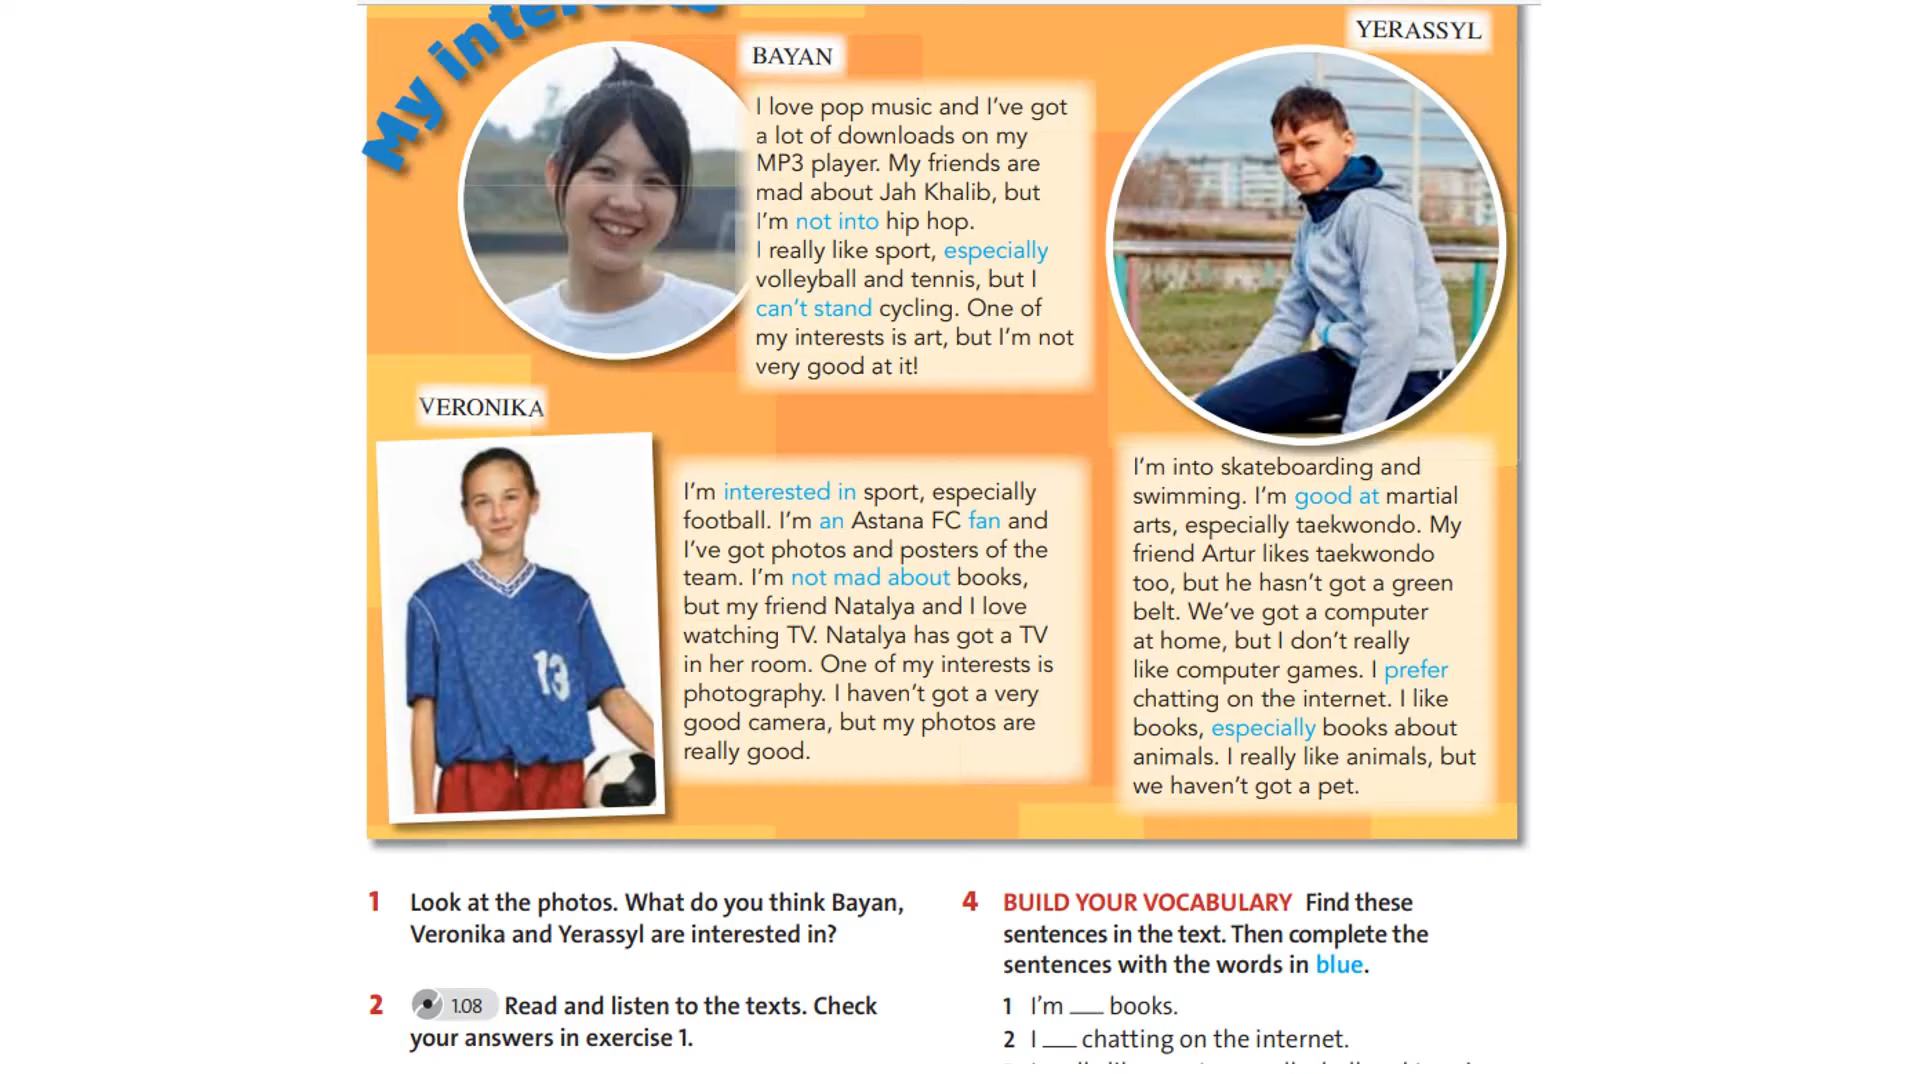 My
BAYAN
I love pop music and I've got
a lot of downloads on my
MP3 player. My friends are
mad about Jah Khalib, but
I'm not into hip hop.
I really like sport, especially
volleyball and tennis, but I
can't stand cycling. One of
my interests is art, but I'm not
very good at it!
YERASSYL
I'm into skateboarding and
swimming. I'm good at martial
arts, especially taekwondo. My
friend Artur likes taekwondo
too, but he hasn't got a green
belt. We've got a computer
at home, but I don't really
like computer games. I prefer
chatting on the internet. I like
books, especially books about
animals. I really like animals, but
we haven't got a pet.
VERONIKA
13
I'm interested in sport, especially
football. I'm an Astana FC fan and
I've got photos and posters of the
team. I'm not mad about books,
but my friend Natalya and I love
watching TV. Natalya has got a TV
in her room. One of my interests is
photography. I haven't got a very
good camera, but my photos are
really good.
1 Look at the photos. What do you think Bayan,
Veronika and Yerassyl are interested in?
2 1.08 Read and listen to the texts. Check
your answers in exercise 1.
4 BUILD YOUR VOCABULARY Find these
sentences in the text. Then complete the
sentences with the words in blue.
1 I'm ___ books.
2 I ___ chatting on the internet.